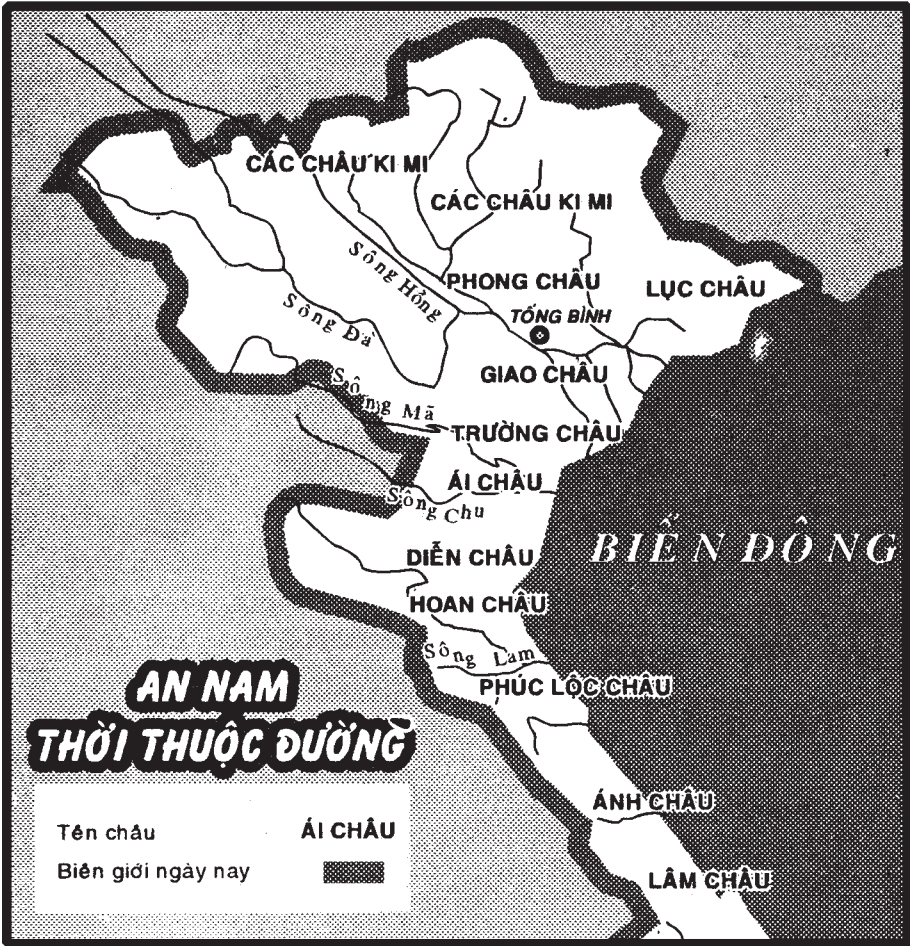 CÁC CHÂU KI MI
CÁC CHÂU KI MI
Sông Hồng
PHONG CHÂU
LỤC CHÂU
Sông Đà
TỐNG BÌNH
GIAO CHÂU
Sông Mã
TRƯỜNG CHÂU
ÁI CHÂU
Sông Chu
BIỂN ĐÔNG
DIỄN CHÂU
HOAN CHÂU
Sông Lam
PHÚC LỘC CHÂU
AN NAM
THỜI THUỘC ĐƯỜNG
ÁNH CHÂU
Tên châu ÁI CHÂU
Biên giới ngày nay
LÂM CHÂU